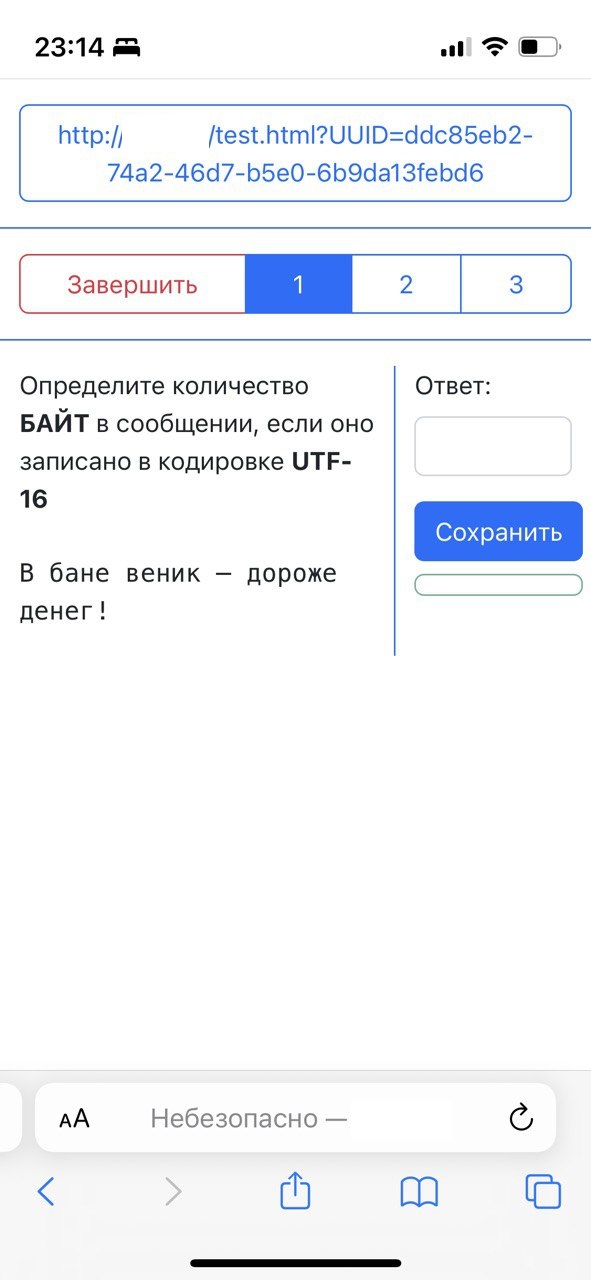 23:14
http:// /test.html?UUID=ddc85eb2-
74a2-46d7-b5e0-6b9da13febd6
Завершить 1 2 3
Определите количество
БАЙТ в сообщении, если оно
записано в кодировке UTF-
16
В бане веник — дороже
денег!
Ответ:
Сохранить
AA Небезопасно —